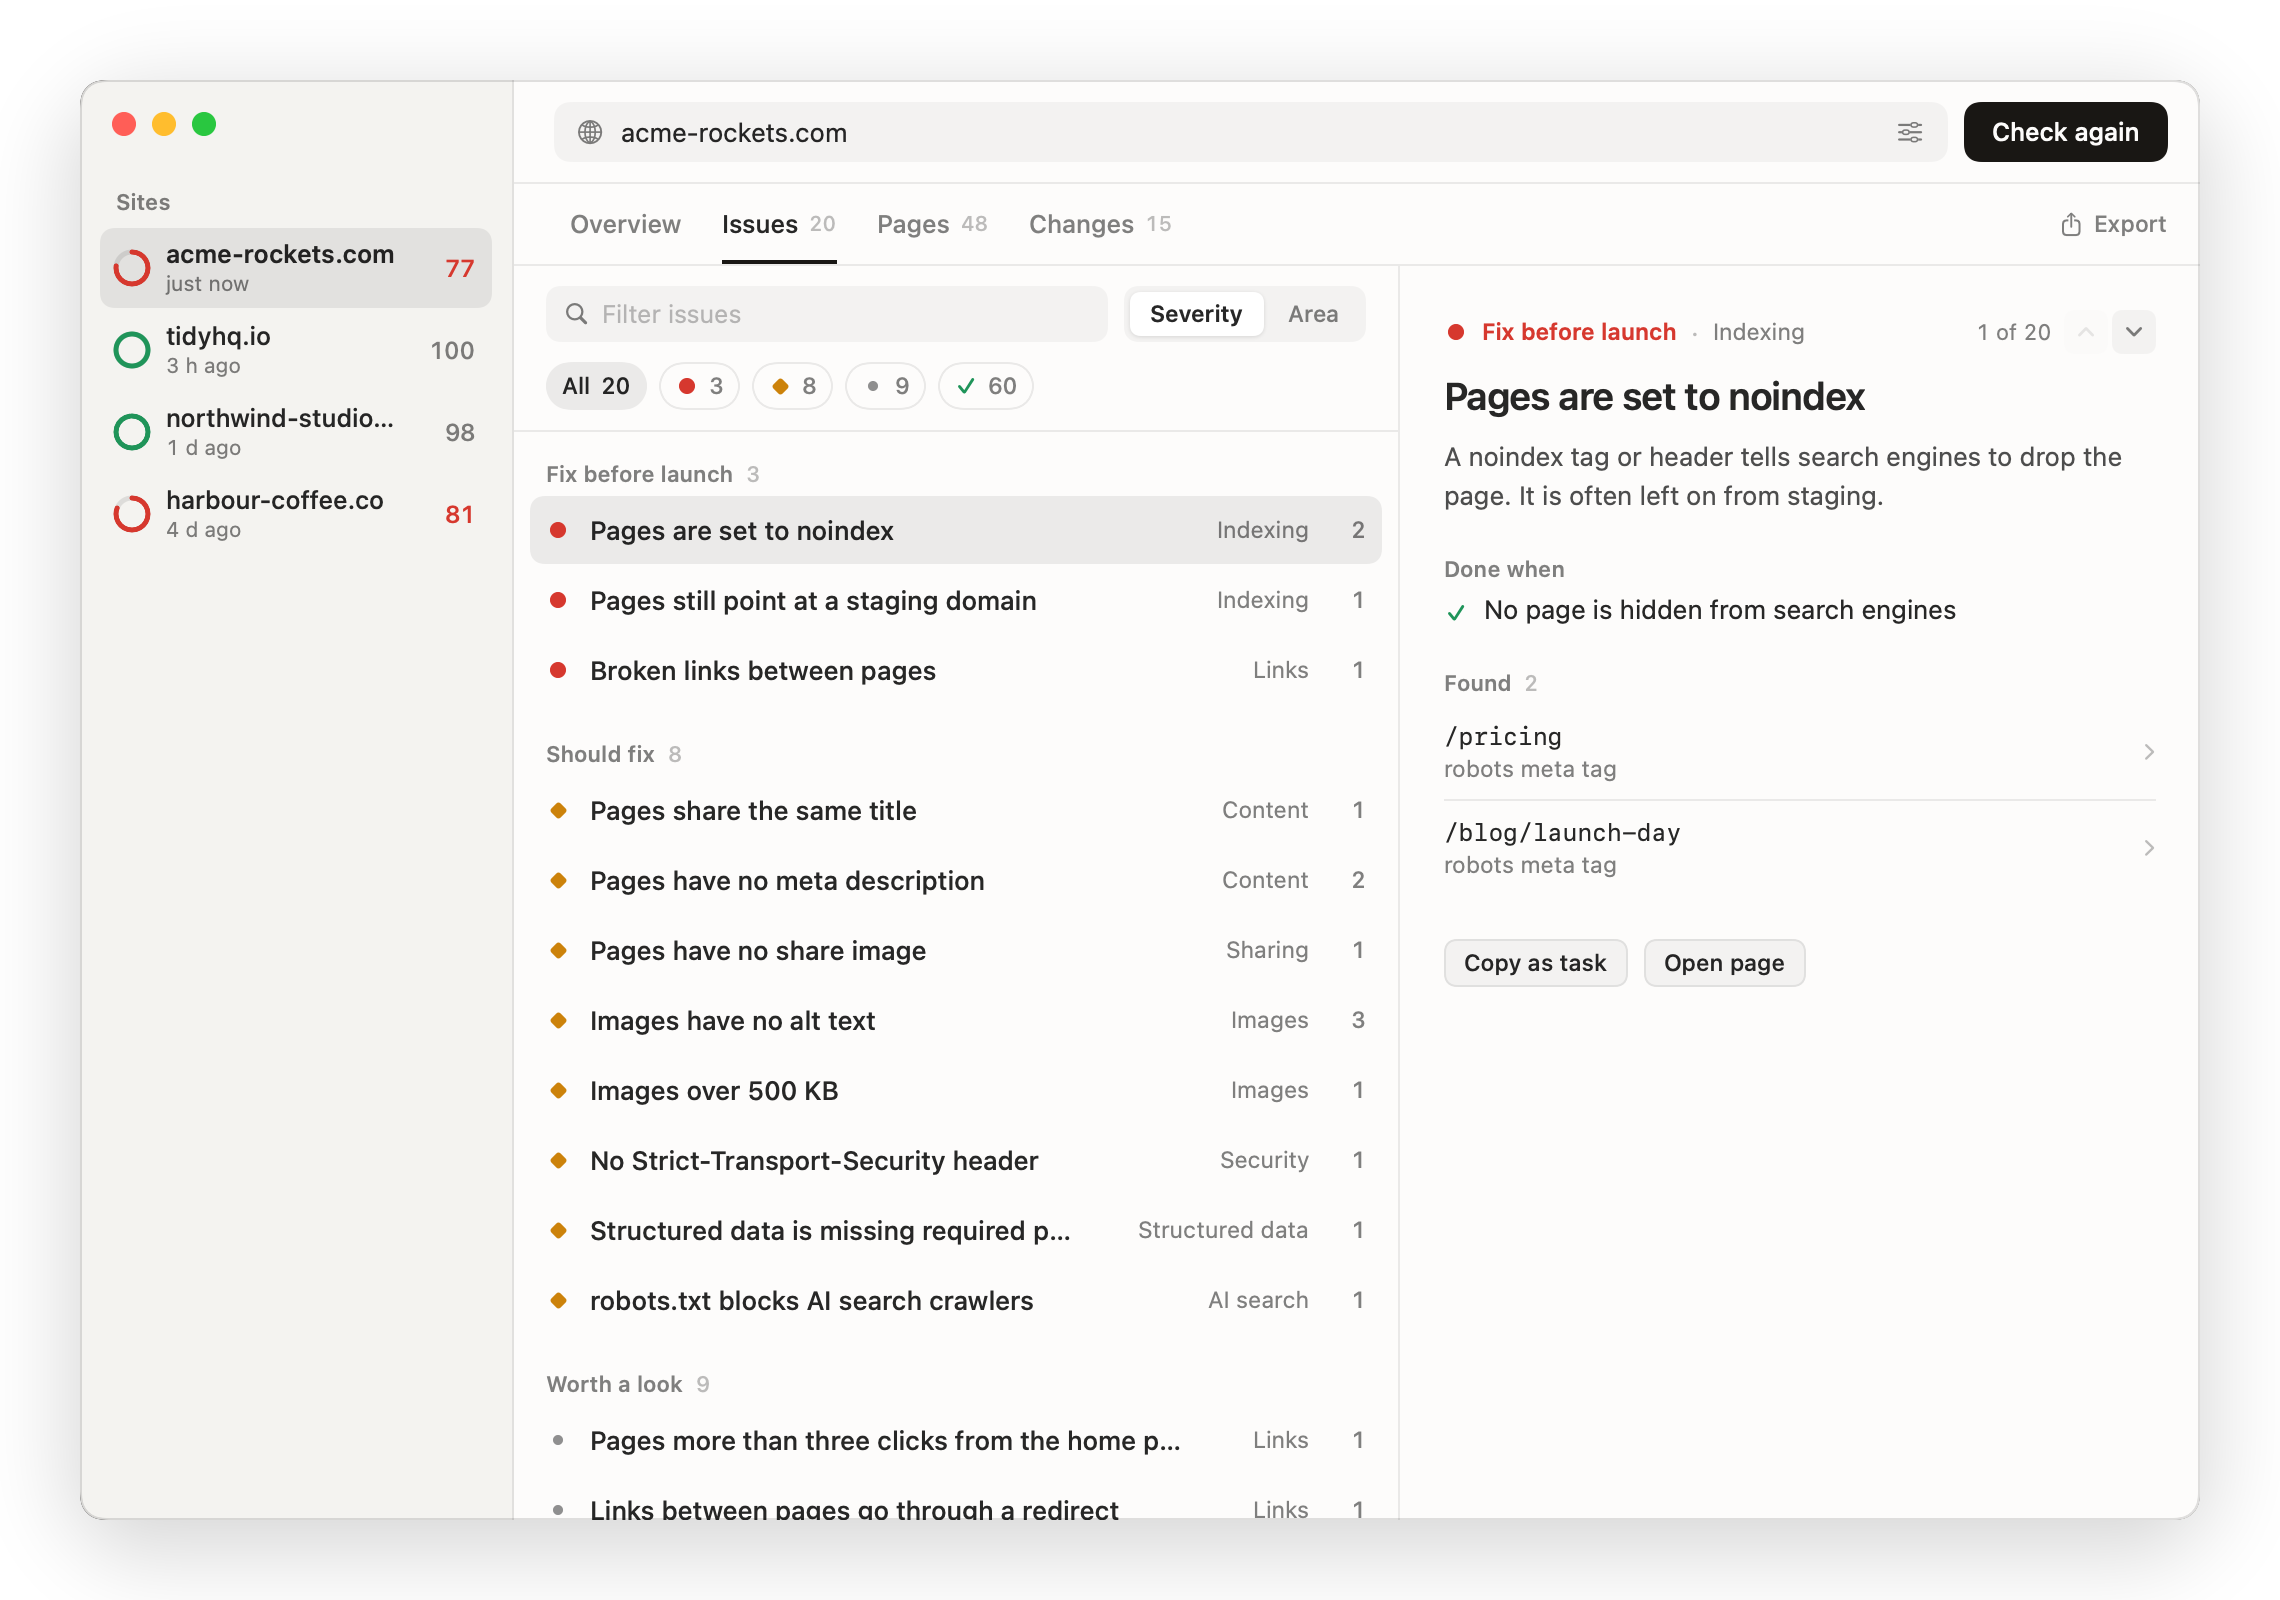 Sites
acme-rockets.com
just now
77
tidyhq.io
3 h ago
100
northwind-studio...
1 d ago
98
harbour-coffee.co
4 d ago
81
acme-rockets.com
Check again
Overview
Issues 20
Pages 48
Changes 15
Export
Filter issues
Severity
Area
All 20
3
8
9
60
Fix before launch 3
Pages are set to noindex Indexing 2
Pages still point at a staging domain Indexing 1
Broken links between pages Links 1
Should fix 8
Pages share the same title Content 1
Pages have no meta description Content 2
Pages have no share image Sharing 1
Images have no alt text Images 3
Images over 500 KB Images 1
No Strict-Transport-Security header Security 1
Structured data is missing required p... Structured data 1
robots.txt blocks AI search crawlers AI search 1
Worth a look 9
Pages more than three clicks from the home p... Links 1
Links between pages go through a redirect Links 1
Fix before launch · Indexing
1 of 20
Pages are set to noindex
A noindex tag or header tells search engines to drop the
page. It is often left on from staging.
Done when
No page is hidden from search engines
Found 2
/pricing
robots meta tag
/blog/launch-day
robots meta tag
Copy as task
Open page